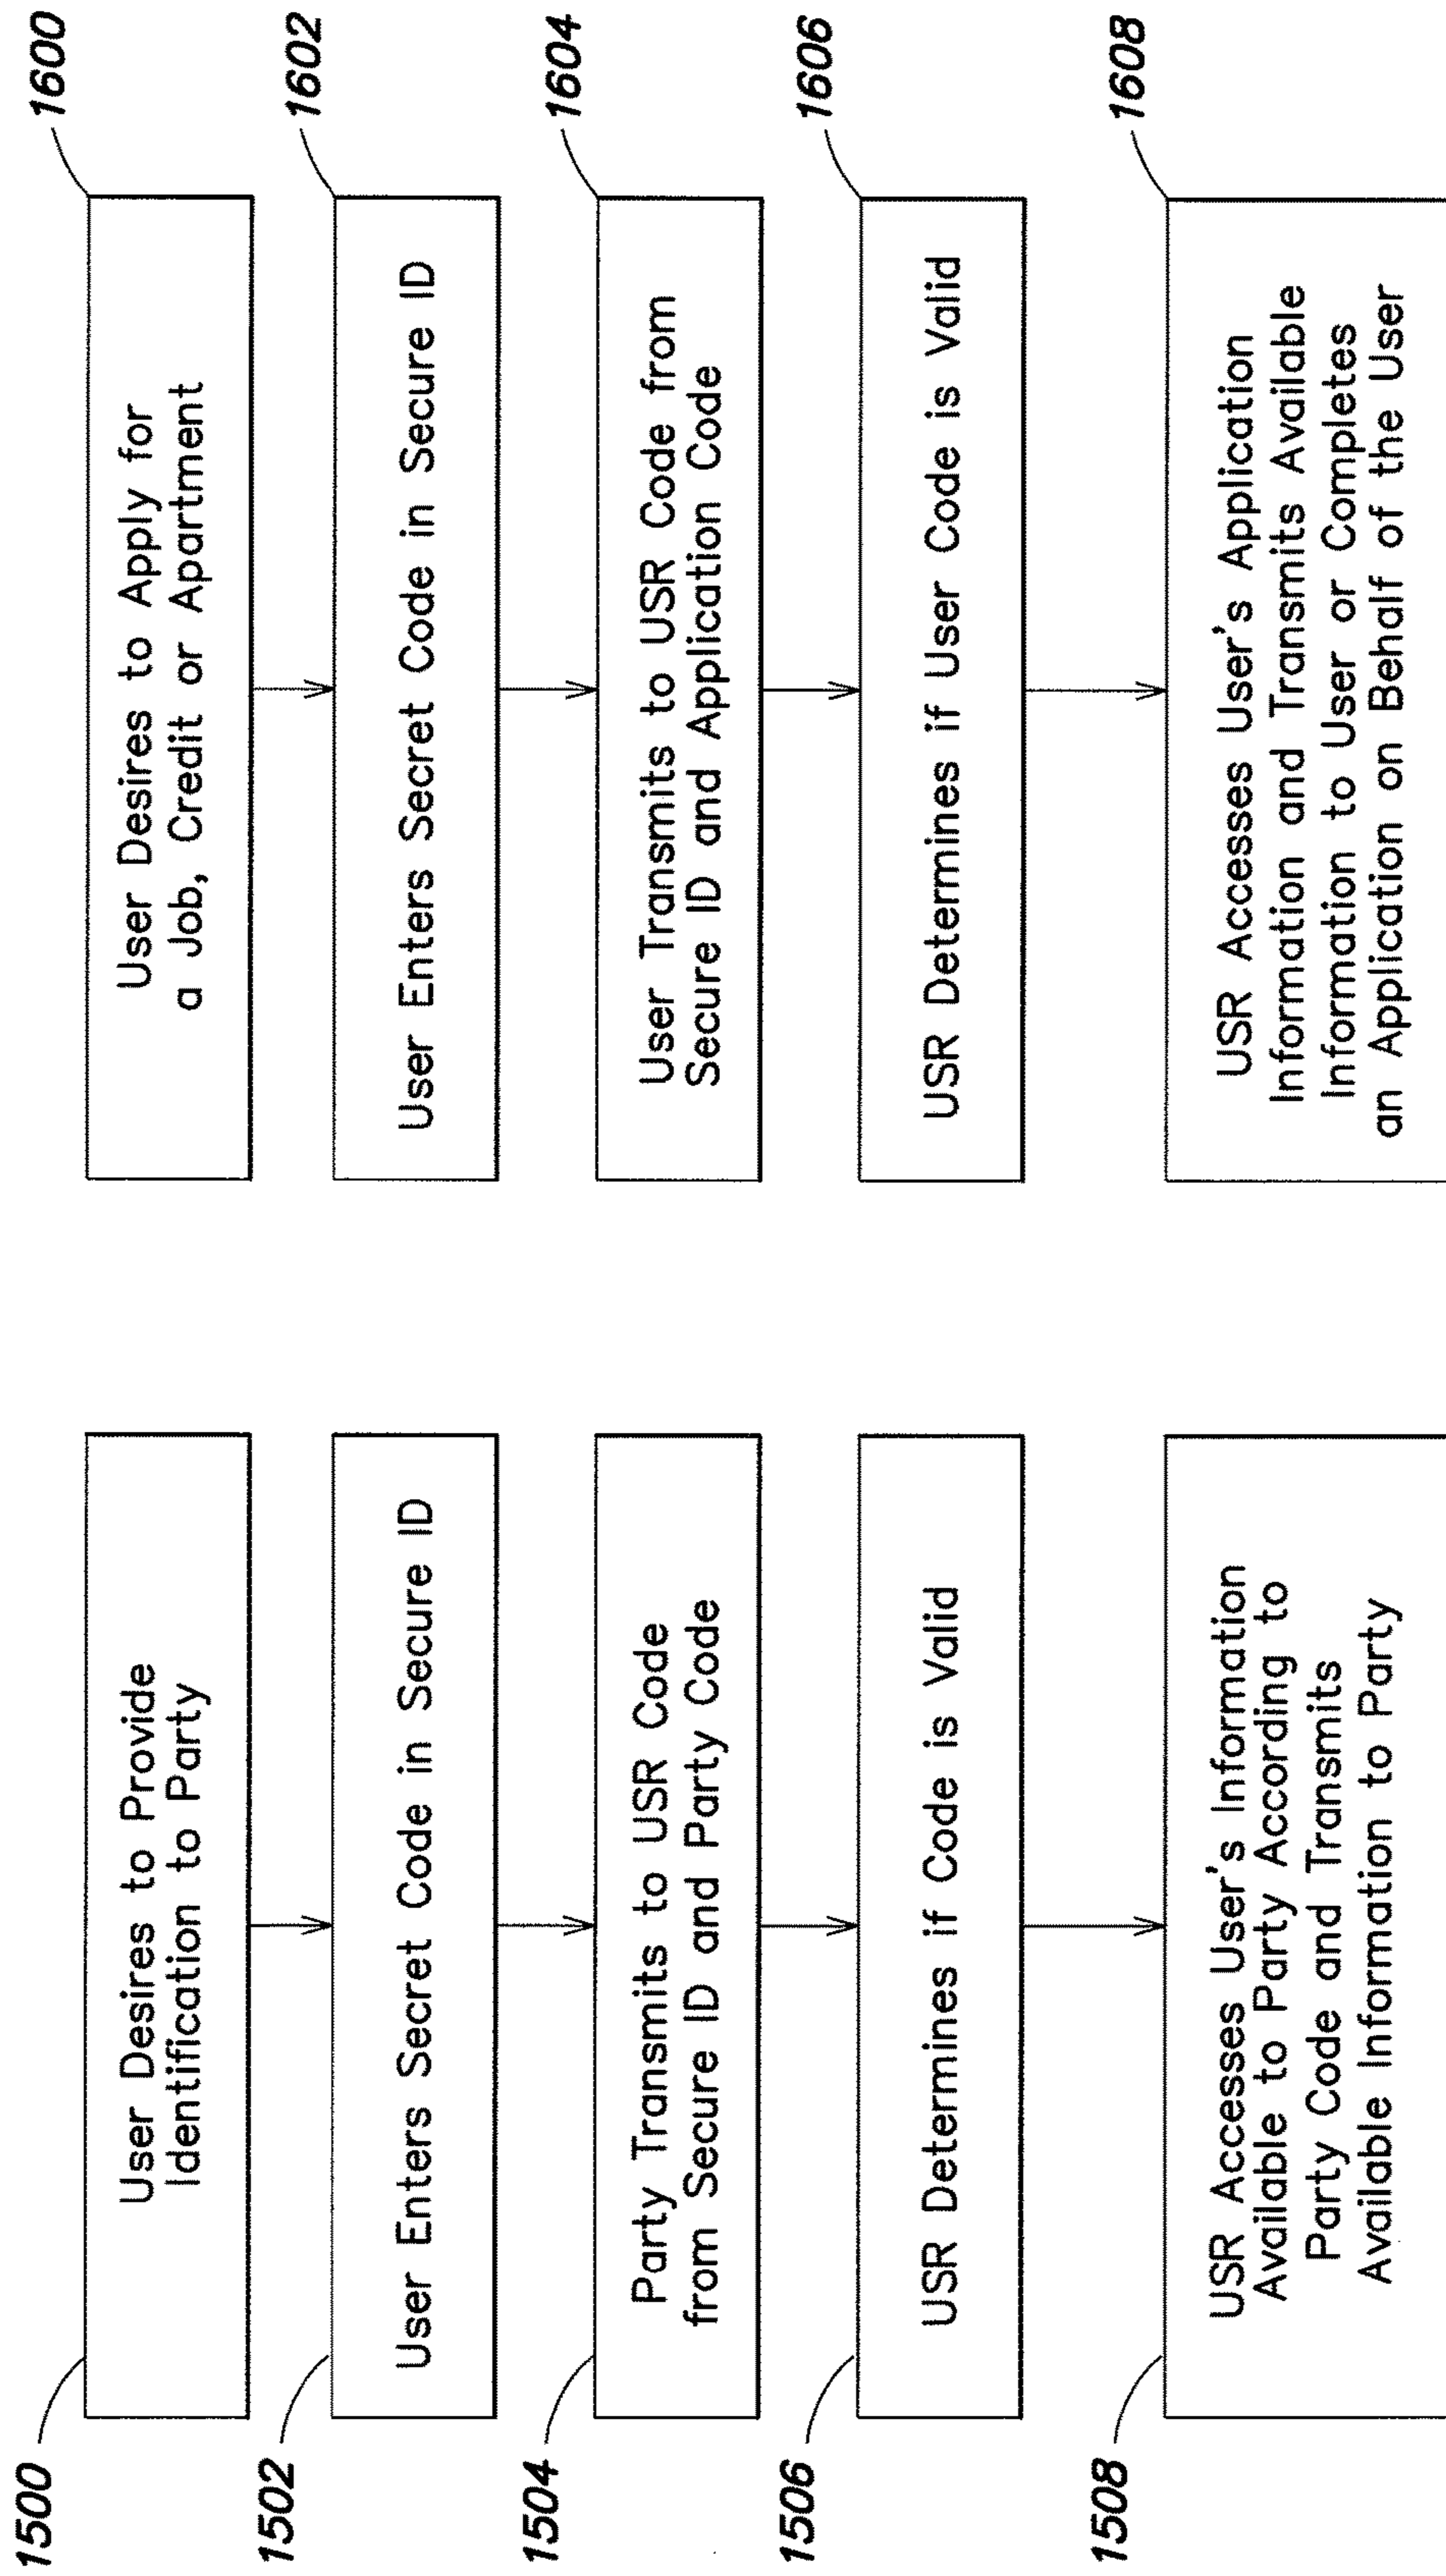 1500
User Desires to Provide
Identification to Party
1502
User Enters Secret Code in Secure ID
1504
Party Transmits to USR Code
from Secure ID and Party Code
1506
USR Determines if Code is Valid
1508
USR Accesses User's Information
Available to Party According to
Party Code and Transmits
Available Information to Party
1600
User Desires to Apply for
a Job, Credit or Apartment
1602
User Enters Secret Code in Secure ID
1604
User Transmits to USR Code from
Secure ID and Application Code
1606
USR Determines if User Code is Valid
1608
USR Accesses User's Application
Information and Transmits Available
Information to User or Completes
an Application on Behalf of the User